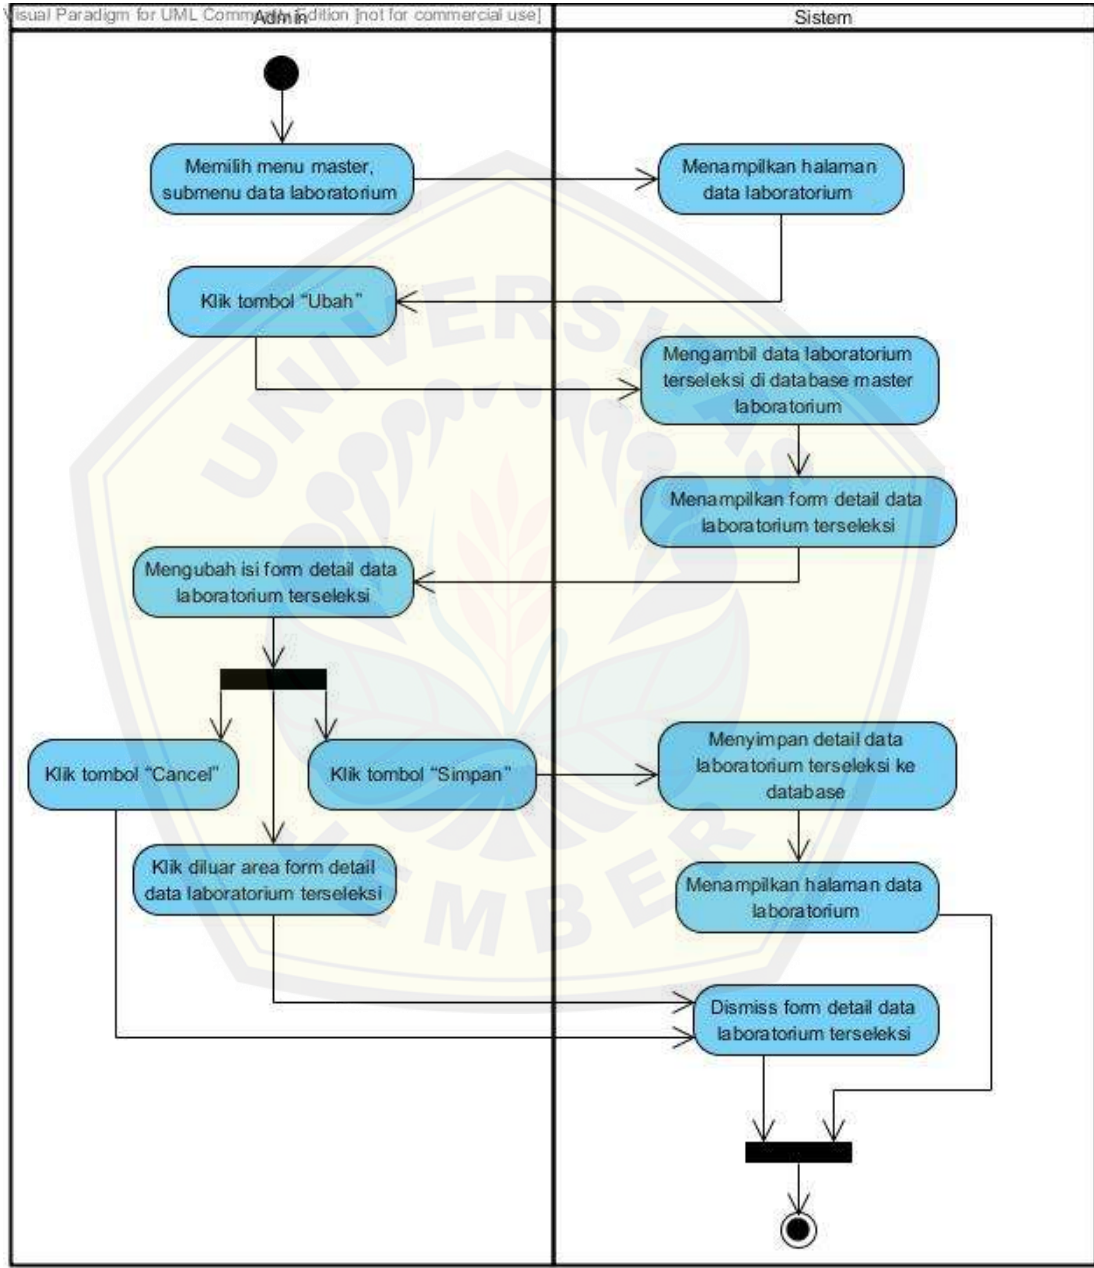 Visual Paradigm for UML Community Edition [not for commercial use]
Admin
Sistem
Memilih menu master,
submenu data laboratorium
Menampilkan halaman
data laboratorium
Klik tombol “Ubah”
Mengambil data laboratorium
terseleksi di database master
laboratorium
Menampilkan form detail data
laboratorium terseleksi
Mengubah isi form detail data
laboratorium terseleksi
Klik tombol “Cancel”
Klik tombol “Simpan”
Menyimpan detail data
laboratorium terseleksi ke
database
Klik diluar area form detail
data laboratorium terseleksi
Menampilkan halaman data
laboratorium
Dismiss form detail data
laboratorium terseleksi
UNIVERSITAS
JEMBER